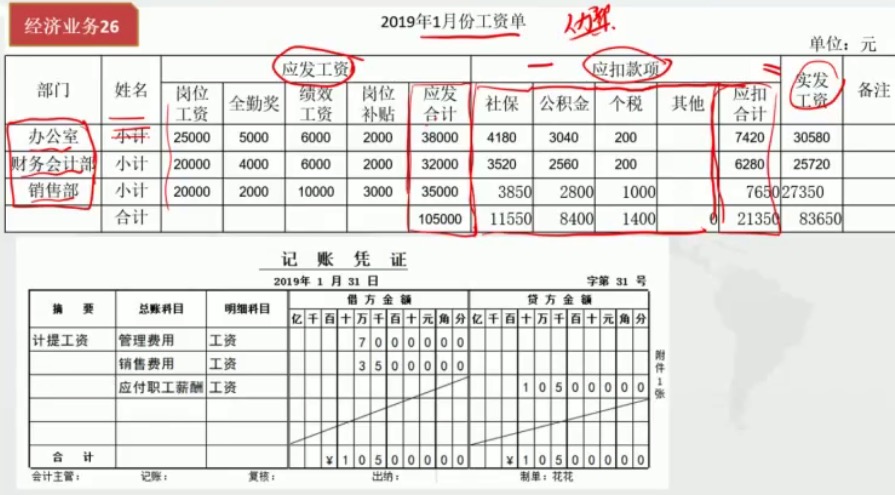 经济业务26
2019年1月份工资单
单位：元
部门 姓名 应发工资 应扣款项 实发工资 备注
岗位工资 全勤奖 绩效工资 岗位补贴 应发合计 社保 公积金 个税 其他 应扣合计
办公室 小计 25000 5000 6000 2000 38000 4180 3040 200 7420 30580
财务会计部 小计 20000 4000 6000 2000 32000 3520 2560 200 6280 25720
销售部 小计 20000 2000 10000 3000 35000 3850 2800 1000 7650 27350
合计 105000 11550 8400 1400 0 21350 83650
记 账 凭 证
2019年 1 月 31 日 字第 31 号
摘 要 总账科目 明细科目 借方金额 贷方金额
亿 千 百 十 万 千 百 十 元 角 分 亿 千 百 十 万 千 百 十 元 角 分
计提工资 管理费用 工资 7 0 0 0 0 0 0
销售费用 工资 3 5 0 0 0 0 0
应付职工薪酬 工资 1 0 5 0 0 0 0 0
附件1张
合 计 ¥ 1 0 5 0 0 0 0 0 ¥ 1 0 5 0 0 0 0 0
会计主管： 记账： 复核： 出纳： 制单：花花